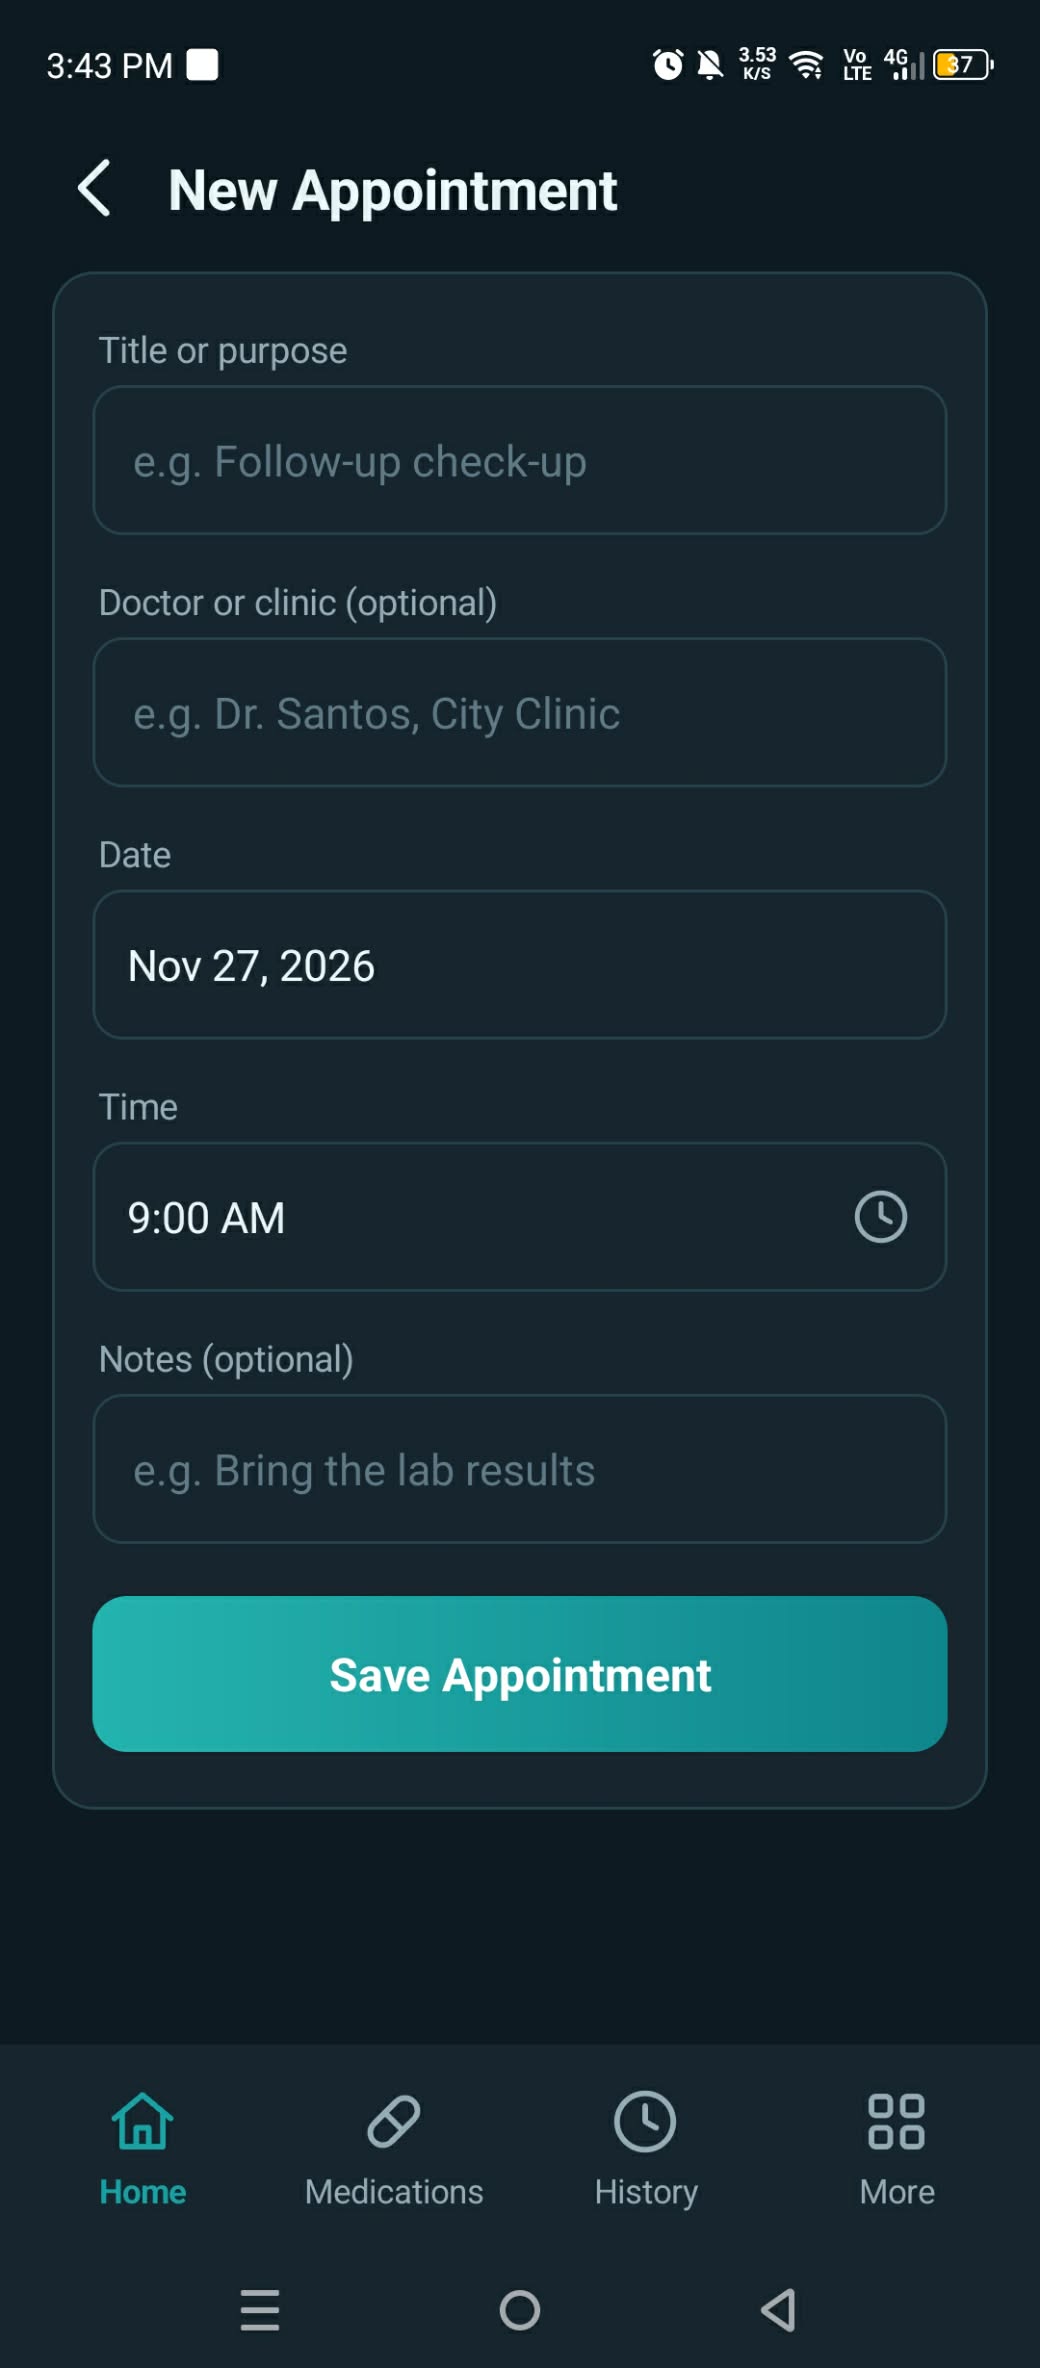 3:43 PM
3.53 K/S
Vo LTE
4G
37
New Appointment
Title or purpose
e.g. Follow-up check-up
Doctor or clinic (optional)
e.g. Dr. Santos, City Clinic
Date
Nov 27, 2026
Time
9:00 AM
Notes (optional)
e.g. Bring the lab results
Save Appointment
Home
Medications
History
More